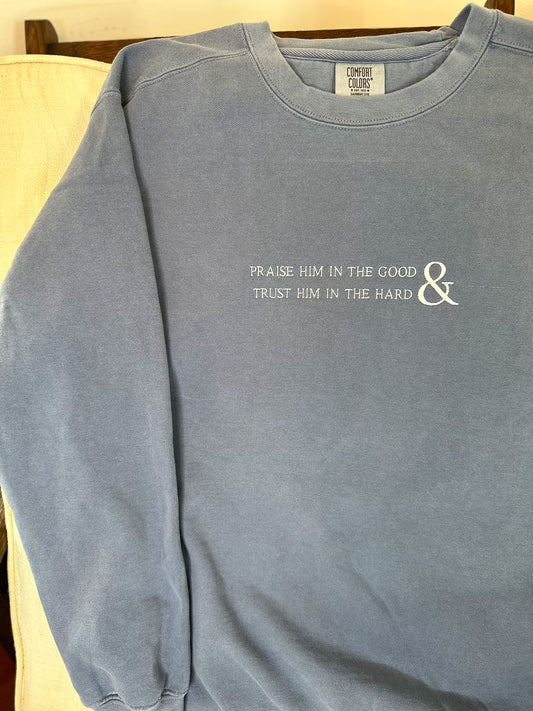 COMFORT
COLORS®
PRAISE HIM IN THE GOOD &
TRUST HIM IN THE HARD